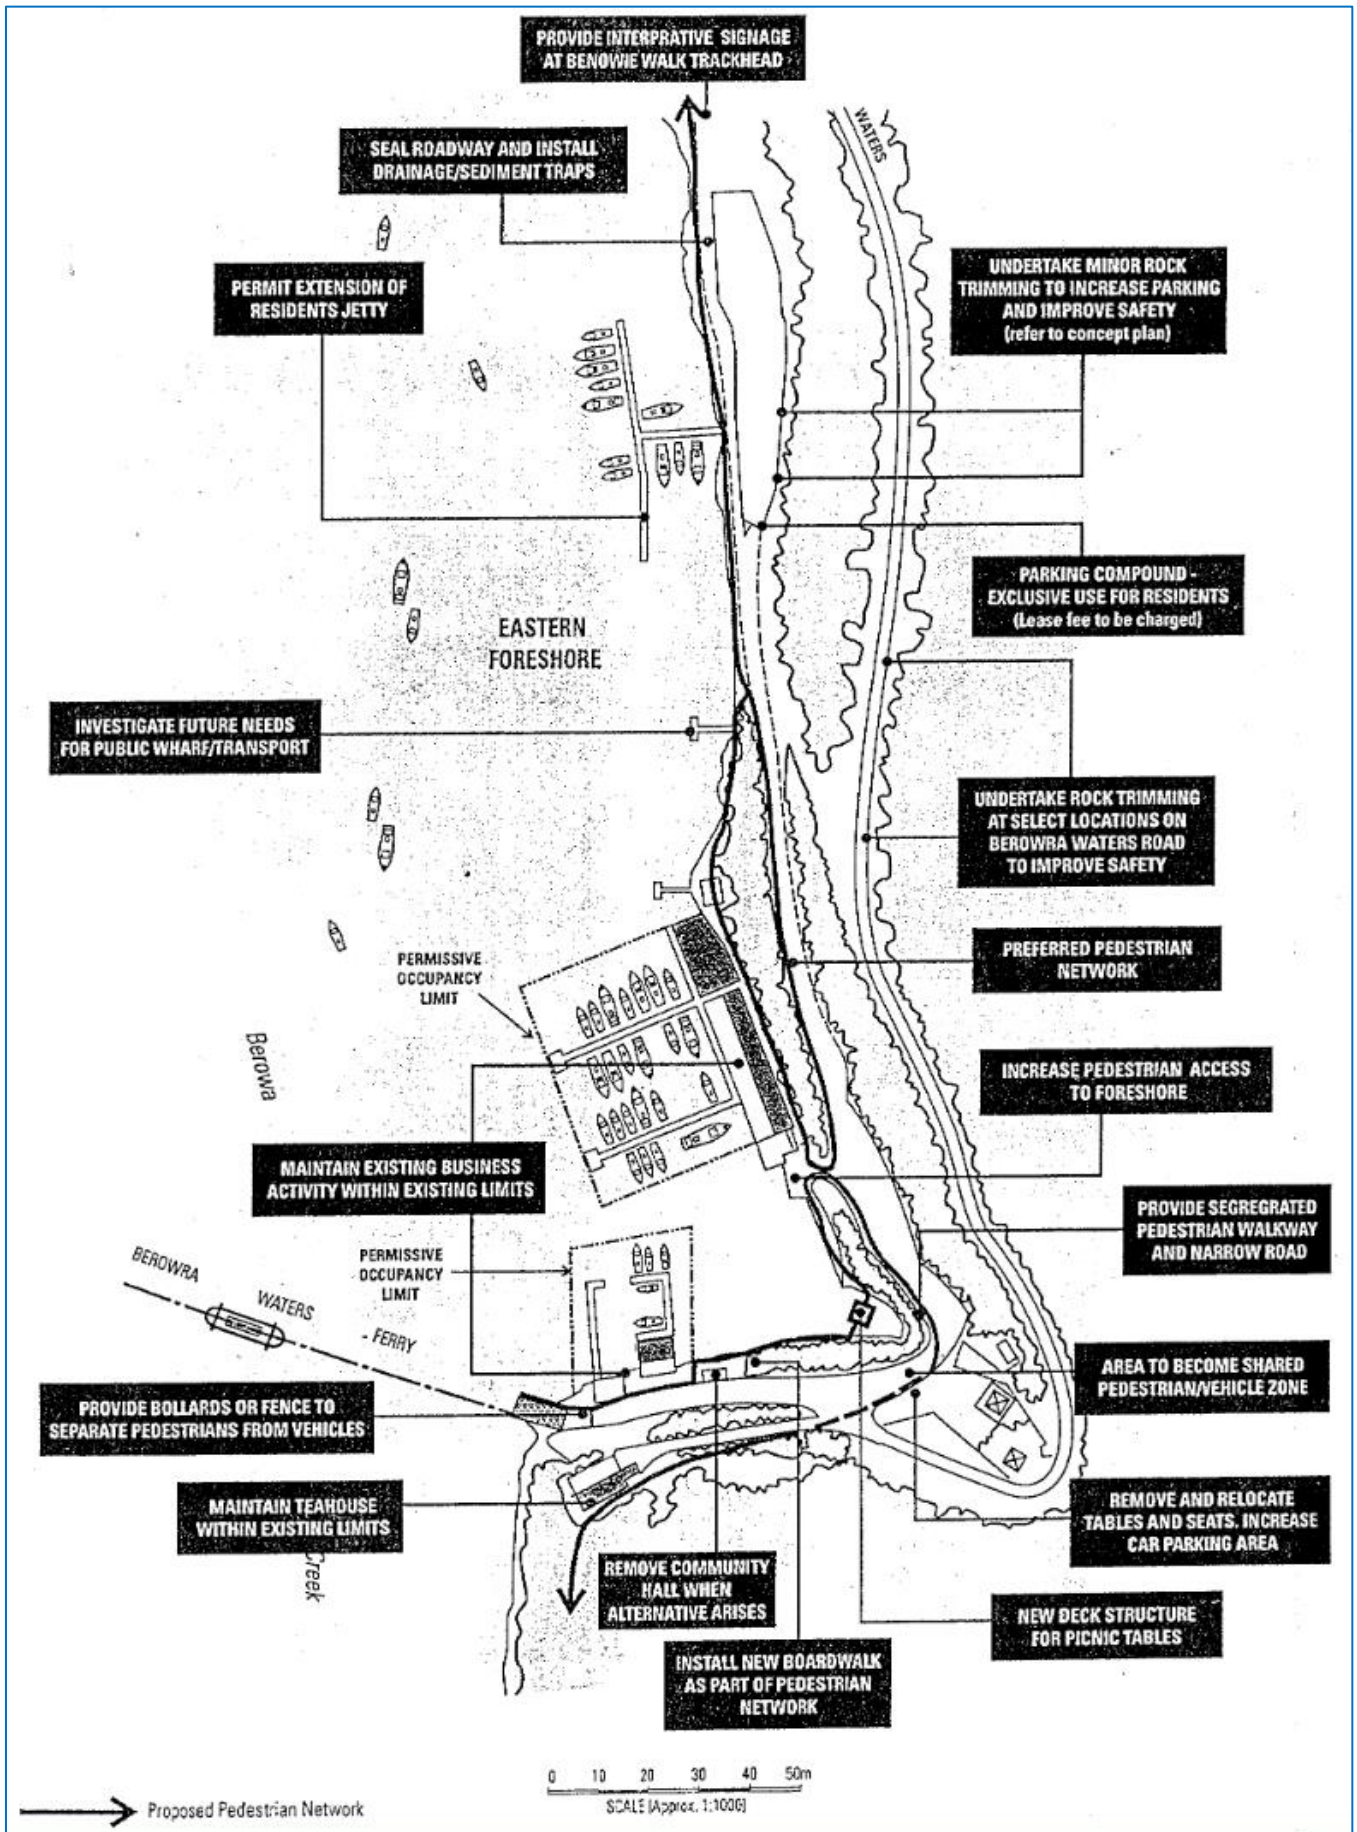 PROVIDE INTERPRATIVE SIGNAGE
AT BENOWIE WALK TRACKHEAD
SEAL ROADWAY AND INSTALL
DRAINAGE/SEDIMENT TRAPS
WATERS
PERMIT EXTENSION OF
RESIDENTS JETTY
UNDERTAKE MINOR ROCK
TRIMMING TO INCREASE PARKING
AND IMPROVE SAFETY
(refer to concept plan)
PARKING COMPOUND -
EXCLUSIVE USE FOR RESIDENTS
(Lease fee to be charged)
EASTERN
FORESHORE
INVESTIGATE FUTURE NEEDS
FOR PUBLIC WHARF/TRANSPORT
UNDERTAKE ROCK TRIMMING
AT SELECT LOCATIONS ON
BEROWRA WATERS ROAD
TO IMPROVE SAFETY
PREFERRED PEDESTRIAN
NETWORK
PERMISSIVE
OCCUPANCY
LIMIT
Berowa
INCREASE PEDESTRIAN ACCESS
TO FORESHORE
MAINTAIN EXISTING BUSINESS
ACTIVITY WITHIN EXISTING LIMITS
PROVIDE SEGREGRATED
PEDESTRIAN WALKWAY
AND NARROW ROAD
PERMISSIVE
OCCUPANCY
LIMIT
BEROWRA
WATERS
- FERRY
AREA TO BECOME SHARED
PEDESTRIAN/VEHICLE ZONE
PROVIDE BOLLARDS OR FENCE TO
SEPARATE PEDESTRIANS FROM VEHICLES
MAINTAIN TEAHOUSE
WITHIN EXISTING LIMITS
REMOVE AND RELOCATE
TABLES AND SEATS. INCREASE
CAR PARKING AREA
Creek
REMOVE COMMUNITY
HALL WHEN
ALTERNATIVE ARISES
NEW DECK STRUCTURE
FOR PICNIC TABLES
INSTALL NEW BOARDWALK
AS PART OF PEDESTRIAN
NETWORK
0 10 20 30 40 50m
SCALE (Approx. 1:1000)
Proposed Pedestrian Network